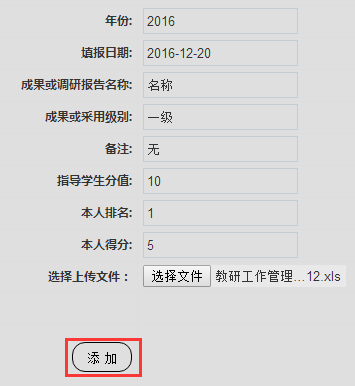 年份: 2016
填报日期: 2016-12-20
成果或调研报告名称: 名称
成果或采用级别: 一级
备注: 无
指导学生分值: 10
本人排名: 1
本人得分: 5
选择上传文件： 选择文件 教研工作管理...12.xls
添 加